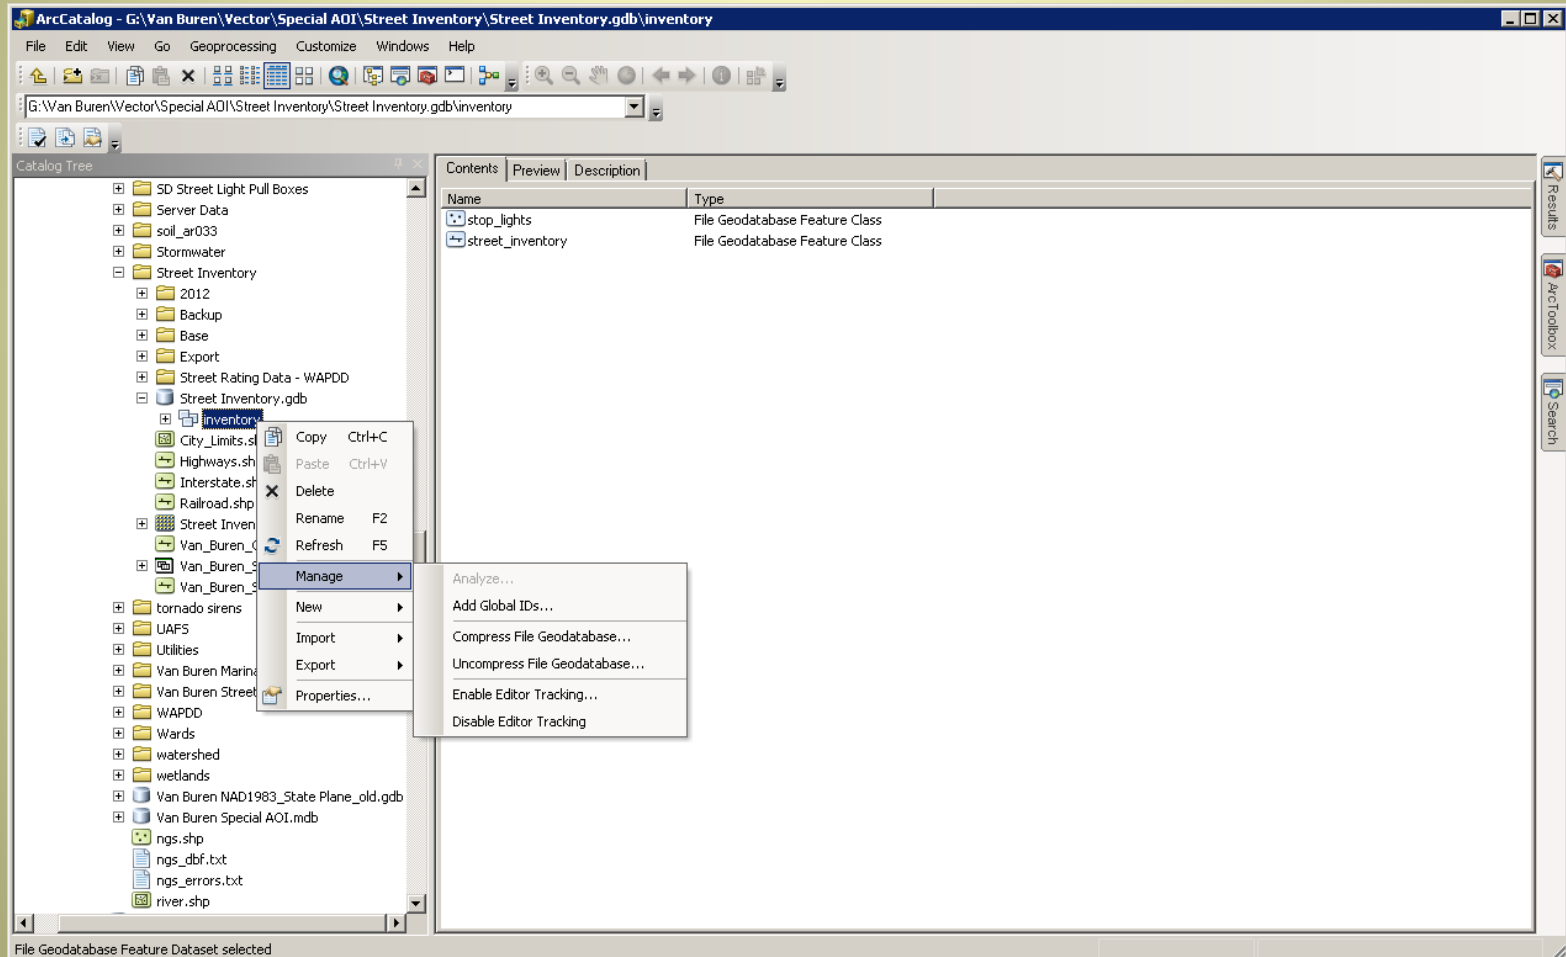 ArcCatalog - G:\Van Buren\Vector\Special AOI\Street Inventory\Street Inventory.gdb\inventory
File Edit View Go Geoprocessing Customize Windows Help
G:\Van Buren\Vector\Special AOI\Street Inventory\Street Inventory.gdb\inventory
Catalog Tree
SD Street Light Pull Boxes
Server Data
soil_ar033
Stormwater
Street Inventory
2012
Backup
Base
Export
Street Rating Data - WAPDD
Street Inventory.gdb
inventory
City_Limits.s
Highways.sh
Interstate.sh
Railroad.shp
Street Inven
Van_Buren_
Van_Buren_S
Van_Buren_S
tornado sirens
UAFS
Utilities
Van Buren Marina
Van Buren Street
WAPDD
Wards
watershed
wetlands
Van Buren NAD1983_State Plane_old.gdb
Van Buren Special AOI.mdb
ngs.shp
ngs_dbf.txt
ngs_errors.txt
river.shp
Copy Ctrl+C
Paste Ctrl+V
Delete
Rename F2
Refresh F5
Manage
New
Import
Export
Properties...
Analyze...
Add Global IDs...
Compress File Geodatabase...
Uncompress File Geodatabase...
Enable Editor Tracking...
Disable Editor Tracking
Contents Preview Description
Name Type
stop_lights File Geodatabase Feature Class
street_inventory File Geodatabase Feature Class
Results
ArcToolbox
Search
File Geodatabase Feature Dataset selected